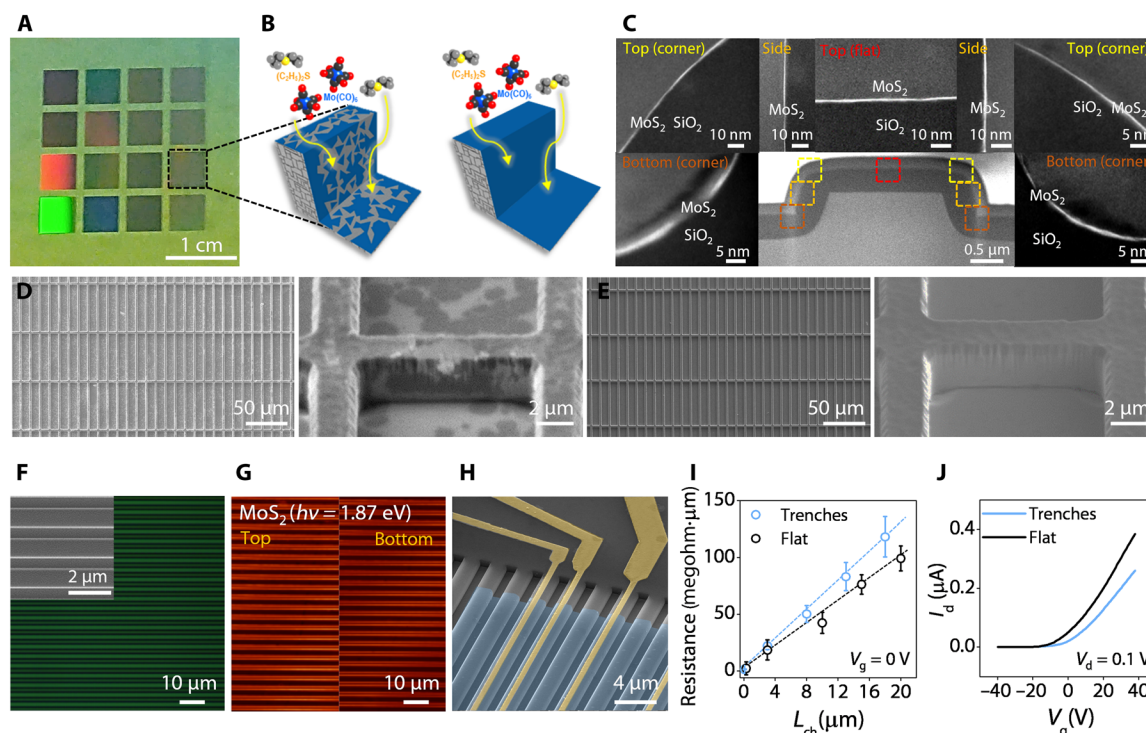 A
B
C
(C₂H₅)₂S
Mo(CO)₆
(C₂H₅)₂S
Mo(CO)₆
1 cm
Top (corner)
Side
Top (flat)
Side
Top (corner)
MoS₂
SiO₂
10 nm
MoS₂
10 nm
MoS₂
SiO₂
10 nm
MoS₂
10 nm
SiO₂
MoS₂
5 nm
Bottom (corner)
MoS₂
SiO₂
5 nm
0.5 μm
Bottom (corner)
MoS₂
SiO₂
5 nm
D
50 μm
2 μm
E
50 μm
2 μm
F
2 μm
10 μm
G
MoS₂ (hν = 1.87 eV)
Top
Bottom
10 μm
H
4 μm
I
Resistance (megohm·μm)
150
100
50
0
Trenches
Flat
V_g = 0 V
0
4
8
12
16
20
L_ch (μm)
J
I_d (μA)
0.4
0.2
0.0
Trenches
Flat
V_d = 0.1 V
−40
−20
0
20
40
V_g (V)